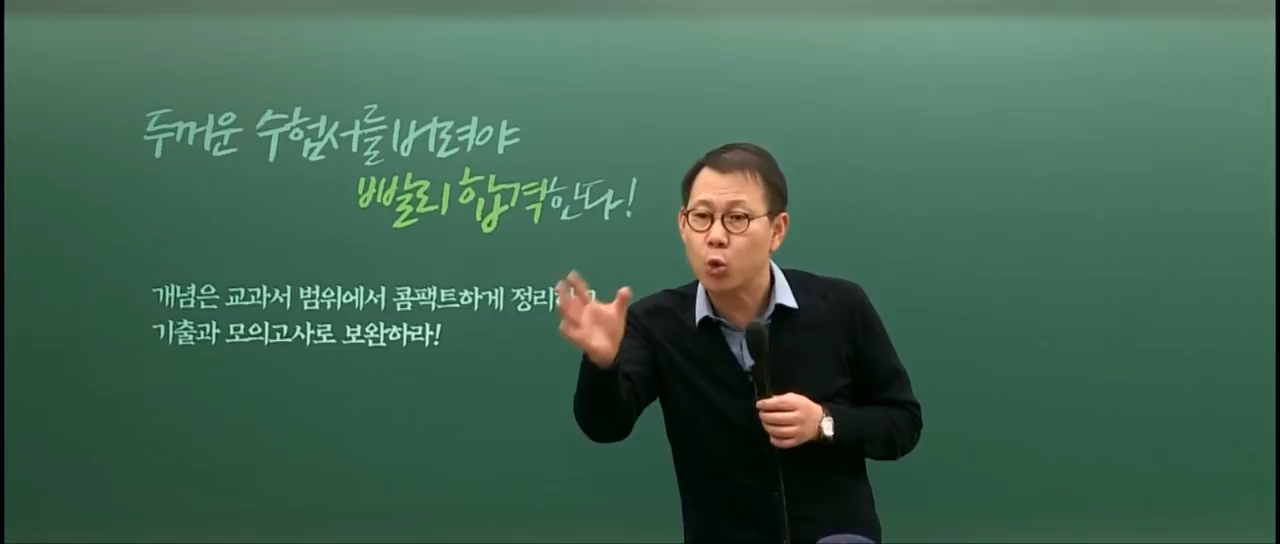 두꺼운 수험서를 버려야
빨리 합격한다!
개념은 교과서 범위에서 콤팩트하게
기출과 모의고사로 보완하라!